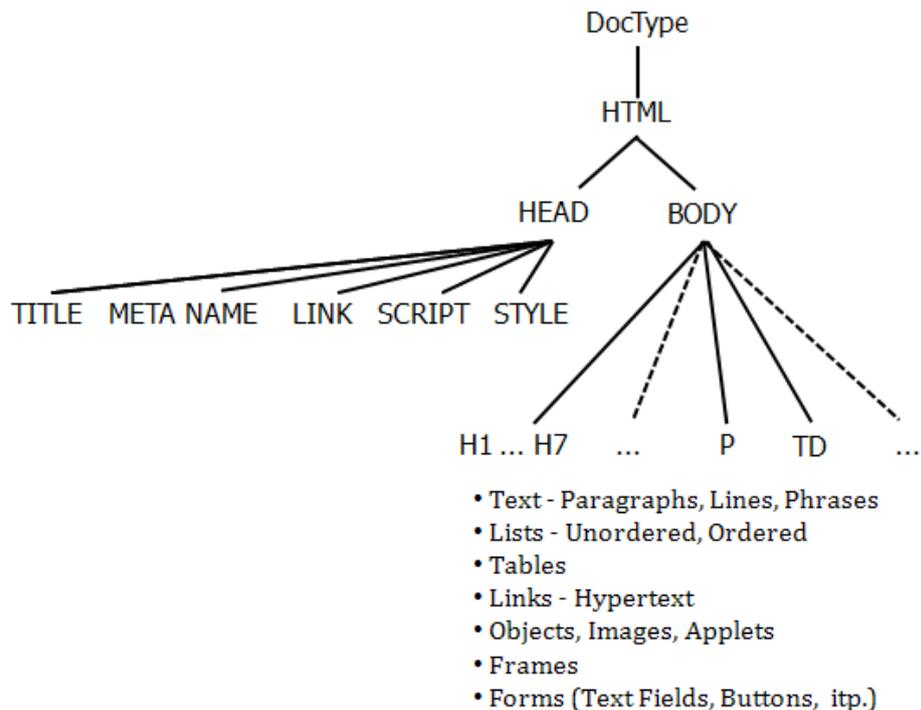 DocType
HTML
HEAD BODY
TITLE META NAME LINK SCRIPT STYLE
H1 ... H7 ... P TD ...
• Text - Paragraphs, Lines, Phrases
• Lists - Unordered, Ordered
• Tables
• Links - Hypertext
• Objects, Images, Applets
• Frames
• Forms (Text Fields, Buttons, itp.)